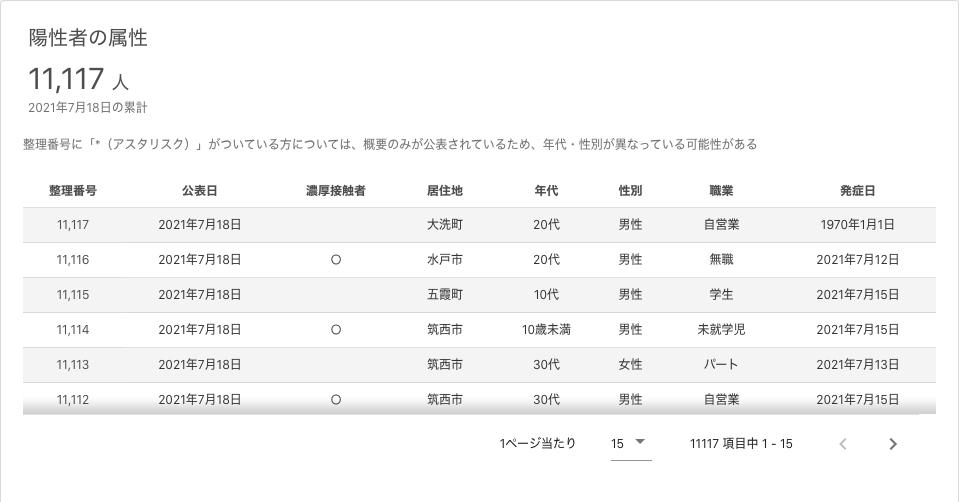 陽性者の属性
11,117 人
2021年7月18日の累計
整理番号に「*（アスタリスク）」がついている方については、概要のみが公表されているため、年代・性別が異なっている可能性がある
整理番号 公表日 濃厚接触者 居住地 年代 性別 職業 発症日
11,117 2021年7月18日 大洗町 20代 男性 自営業 1970年1月1日
11,116 2021年7月18日 〇 水戸市 20代 男性 無職 2021年7月12日
11,115 2021年7月18日 五霞町 10代 男性 学生 2021年7月15日
11,114 2021年7月18日 〇 筑西市 10歳未満 男性 未就学児 2021年7月15日
11,113 2021年7月18日 筑西市 30代 女性 パート 2021年7月13日
11,112 2021年7月18日 〇 筑西市 30代 男性 自営業 2021年7月15日
1ページ当たり 15 11117 項目中 1 - 15